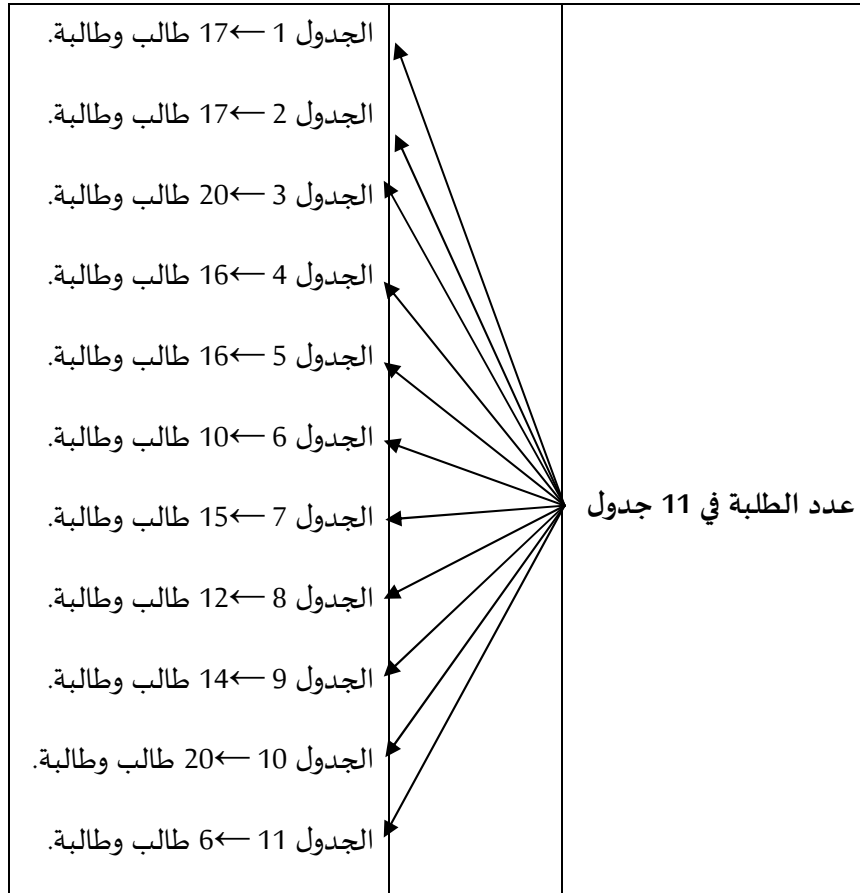 الجدول 1 ←17 طالب وطالبة.
الجدول 2 ←17 طالب وطالبة.
الجدول 3 ←20 طالب وطالبة.
الجدول 4 ←16 طالب وطالبة.
الجدول 5 ←16 طالب وطالبة.
الجدول 6 ←10 طالب وطالبة.
عدد الطلبة في 11 جدول
الجدول 7 ←15 طالب وطالبة.
الجدول 8 ←12 طالب وطالبة.
الجدول 9 ←14 طالب وطالبة.
الجدول 10 ←20 طالب وطالبة.
الجدول 11 ←6 طالب وطالبة.